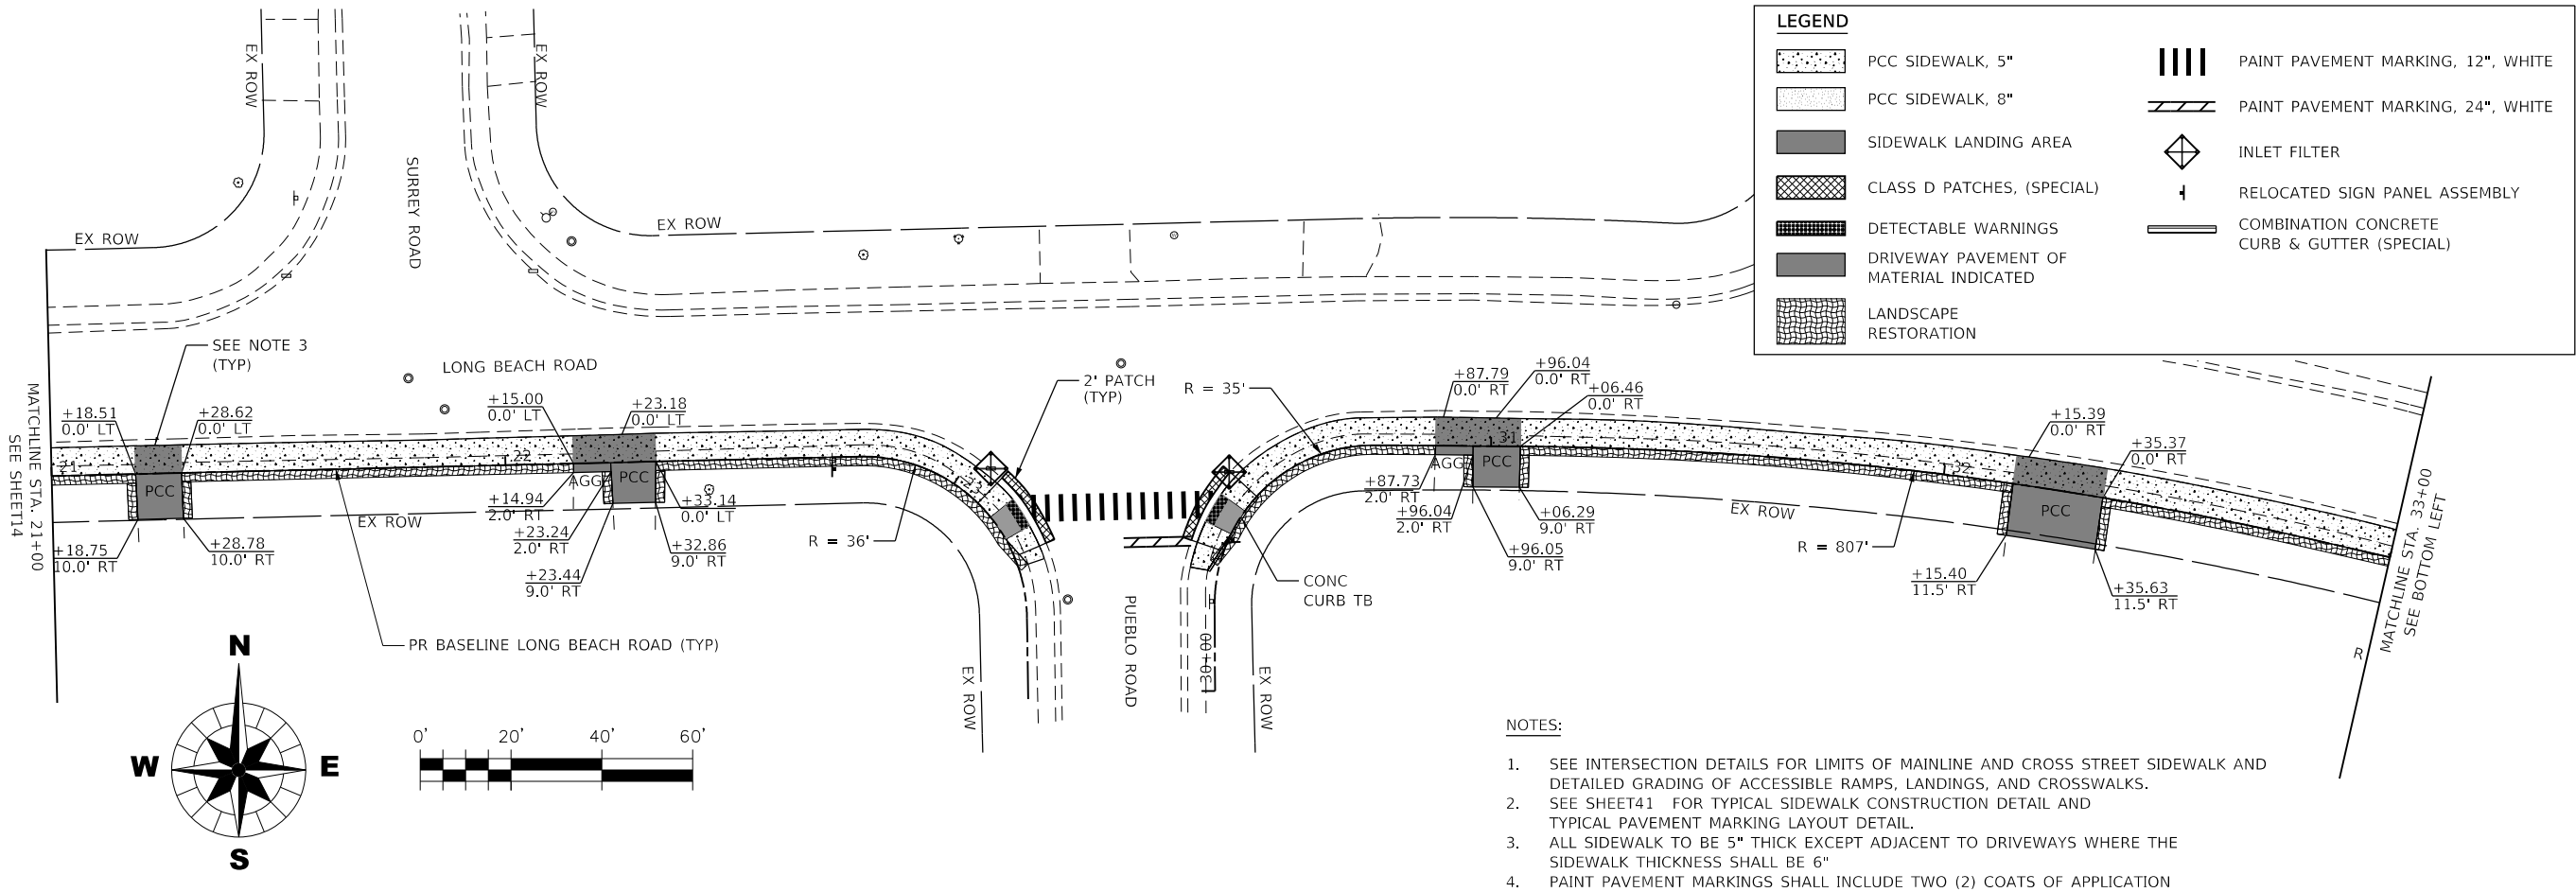 LEGEND
PCC SIDEWALK, 5"
PCC SIDEWALK, 8"
SIDEWALK LANDING AREA
CLASS D PATCHES, (SPECIAL)
DETECTABLE WARNINGS
DRIVEWAY PAVEMENT OF
MATERIAL INDICATED
LANDSCAPE
RESTORATION
PAINT PAVEMENT MARKING, 12", WHITE
PAINT PAVEMENT MARKING, 24", WHITE
INLET FILTER
RELOCATED SIGN PANEL ASSEMBLY
COMBINATION CONCRETE
CURB & GUTTER (SPECIAL)
EX ROW
EX ROW
SURREY ROAD
EX ROW
EX ROW
SEE NOTE 3
(TYP)
LONG BEACH ROAD
MATCHLINE STA. 21+00
SEE SHEET14
+18.51
0.0' LT
+28.62
0.0' LT
+15.00
0.0' LT
+23.18
0.0' LT
2' PATCH
(TYP)
R = 35'
+87.79
0.0' RT
+96.04
0.0' RT
+06.46
0.0' RT
+15.39
0.0' RT
+35.37
0.0' RT
21
22
23
31
32
PCC
AGG
PCC
AGG
PCC
PCC
+18.75
10.0' RT
+28.78
10.0' RT
EX ROW
+14.94
2.0' RT
+23.24
2.0' RT
+23.44
9.0' RT
+33.14
0.0' LT
+32.86
9.0' RT
R = 36'
+87.73
2.0' RT
+96.04
2.0' RT
+96.05
9.0' RT
+06.29
9.0' RT
EX ROW
R = 807'
+15.40
11.5' RT
+35.63
11.5' RT
MATCHLINE STA. 33+00
SEE BOTTOM LEFT
R
CONC
CURB TB
PR BASELINE LONG BEACH ROAD (TYP)
EX ROW
PUEBLO ROAD
30+00
EX ROW
N
W
E
S
0' 20' 40' 60'
NOTES:
1. SEE INTERSECTION DETAILS FOR LIMITS OF MAINLINE AND CROSS STREET SIDEWALK AND
DETAILED GRADING OF ACCESSIBLE RAMPS, LANDINGS, AND CROSSWALKS.
2. SEE SHEET41 FOR TYPICAL SIDEWALK CONSTRUCTION DETAIL AND
TYPICAL PAVEMENT MARKING LAYOUT DETAIL.
3. ALL SIDEWALK TO BE 5" THICK EXCEPT ADJACENT TO DRIVEWAYS WHERE THE
SIDEWALK THICKNESS SHALL BE 6"
4. PAINT PAVEMENT MARKINGS SHALL INCLUDE TWO (2) COATS OF APPLICATION